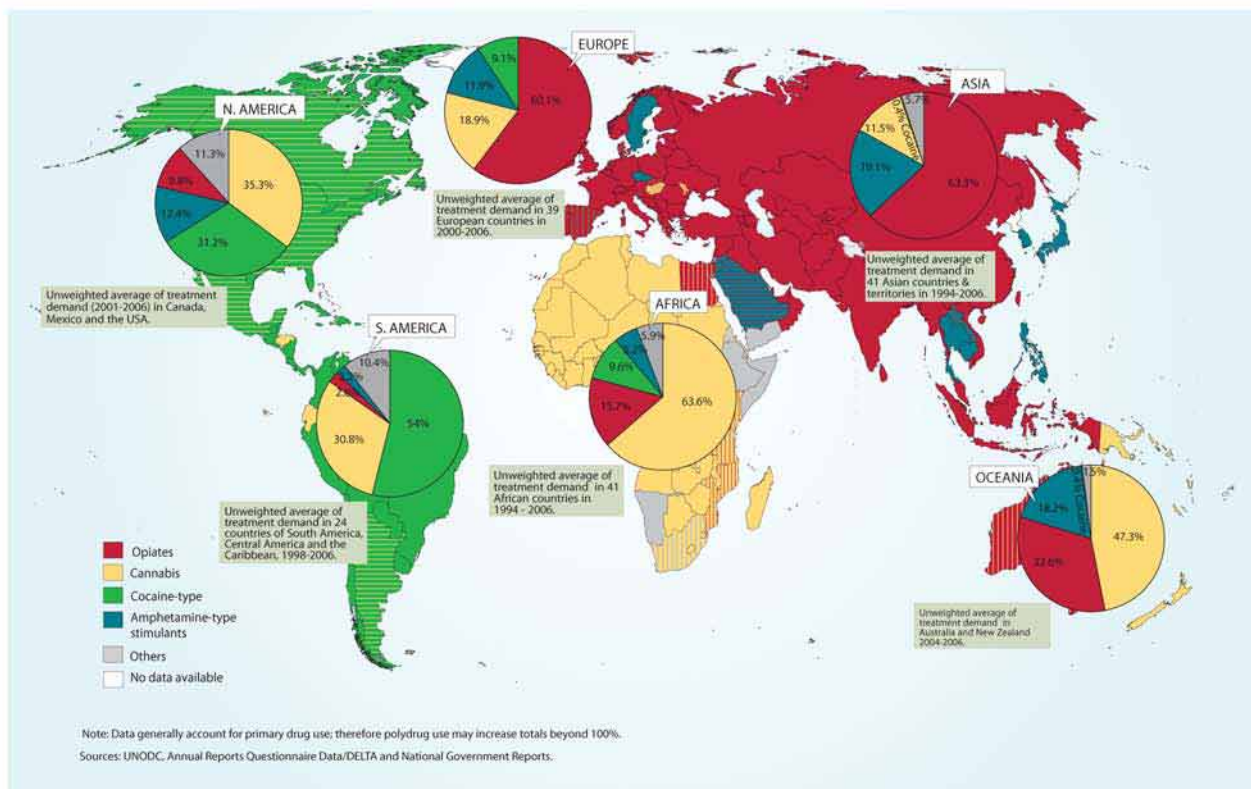 EUROPE
9.1%
11.9%
60.1%
18.9%
Unweighted average of
treatment demand in 39
European countries in
2000-2006.
N. AMERICA
11.3%
35.3%
9.8%
12.4%
31.2%
Unweighted average of treatment
demand (2001-2006) in Canada,
Mexico and the USA.
ASIA
5.7%
0.4% Cocaine
11.5%
63.3%
Unweighted average of
treatment demand in
41 Asian countries &
territories in 1994-2006.
S. AMERICA
10.4%
54%
30.8%
Unweighted average of
treatment demand in 24
countries of South America,
Central America and the
Caribbean, 1998-2006.
AFRICA
5.9%
9.6%
15.7%
63.6%
Unweighted average of
treatment demand in 41
African countries in
1994 - 2006.
OCEANIA
1.5%
18.2%
47.3%
32.6%
Unweighted average of
treatment demand in
Australia and New Zealand
2004-2006.
Opiates
Cannabis
Cocaine-type
Amphetamine-type
stimulants
Others
No data available
Note: Data generally account for primary drug use; therefore polydrug use may increase totals beyond 100%.
Sources: UNODC, Annual Reports Questionnaire Data/DELTA and National Government Reports.